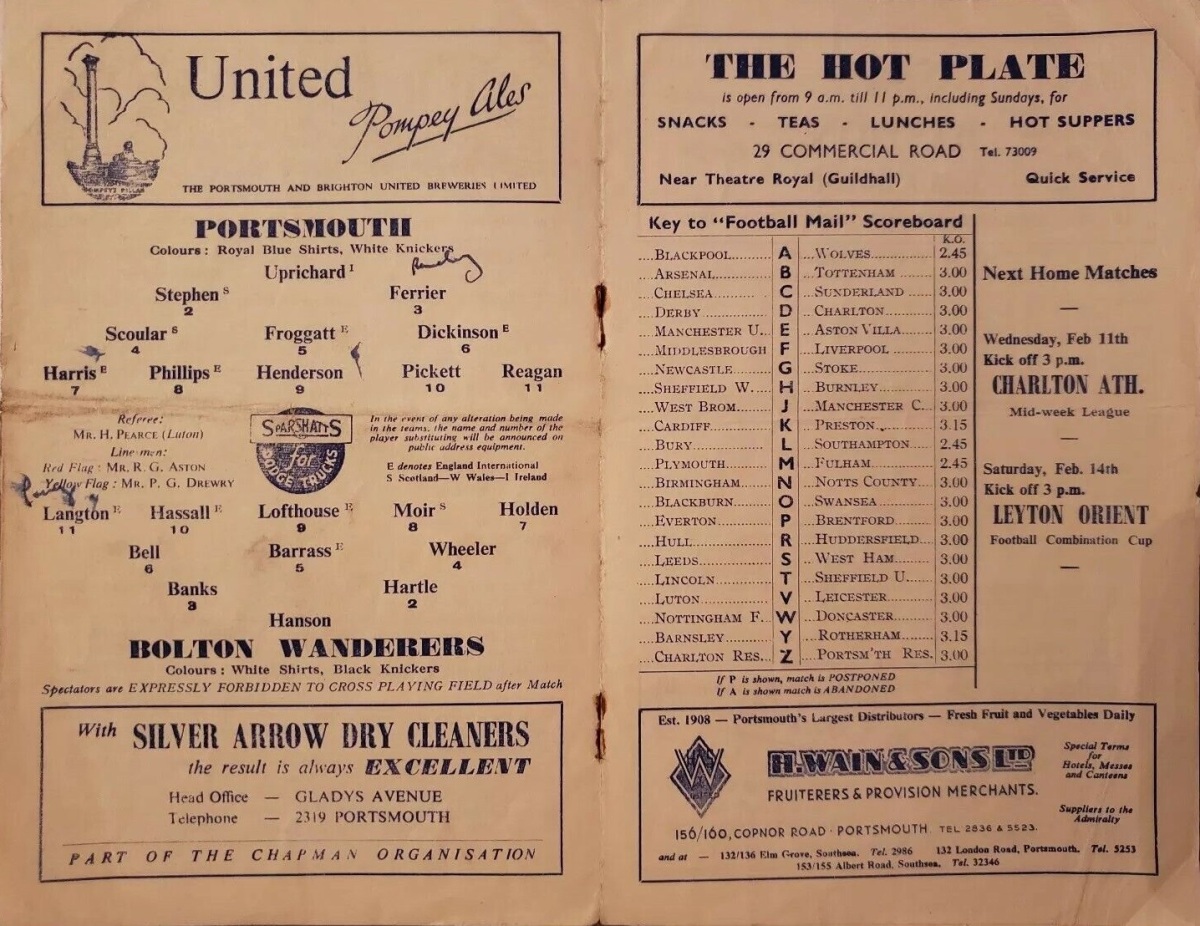 United
Pompey Ales
POMPEY'S PILLAR
THE PORTSMOUTH AND BRIGHTON UNITED BREWERIES LIMITED
PORTSMOUTH
Colours: Royal Blue Shirts, White Knickers
Uprichard I
Stephen S Ferrier
2 3
Scoular S Froggatt E Dickinson E
4 5 6
Harris E Phillips E Henderson Pickett Reagan
7 8 9 10 11
Referee:
MR. H. PEARCE (Luton)
Linesmen:
Red Flag: MR. R. G. ASTON
Yellow Flag: MR. P. G. DREWRY
SPARSHATTS
for
DODGE TRUCKS
In the event of any alteration being made
in the teams, the name and number of the
player substituting will be announced on
public address equipment.
E denotes England International
S Scotland—W Wales—I Ireland
Langton E Hassall E Lofthouse E Moir S Holden
11 10 9 8 7
Bell Barrass E Wheeler
6 5 4
Banks Hartle
3 2
Hanson
BOLTON WANDERERS
Colours: White Shirts, Black Knickers
Spectators are EXPRESSLY FORBIDDEN TO CROSS PLAYING FIELD after Match
With SILVER ARROW DRY CLEANERS
the result is always EXCELLENT
Head Office — GLADYS AVENUE
Telephone — 2319 PORTSMOUTH
PART OF THE CHAPMAN ORGANISATION
THE HOT PLATE
is open from 9 a.m. till 11 p.m., including Sundays, for
SNACKS - TEAS - LUNCHES - HOT SUPPERS
29 COMMERCIAL ROAD Tel. 73009
Near Theatre Royal (Guildhall) Quick Service
Key to "Football Mail" Scoreboard
K.O.
....BLACKPOOL.......... A ...WOLVES............ 2.45
....ARSENAL............ B ...TOTTENHAM ....... 3.00
....CHELSEA............ C ...SUNDERLAND ...... 3.00
....DERBY.............. D ...CHARLTON......... 3.00
....MANCHESTER U... E ...ASTON VILLA....... 3.00
....MIDDLESBROUGH F ...LIVERPOOL ......... 3.00
....NEWCASTLE.......... G ...STOKE............. 3.00
....SHEFFIELD W.... H ...BURNLEY........... 3.00
....WEST BROM....... J ...MANCHESTER C... 3.00
....CARDIFF............ K ...PRESTON........... 3.15
....BURY............... L ...SOUTHAMPTON..... 2.45
....PLYMOUTH........... M ...FULHAM............ 2.45
....BIRMINGHAM........ N ...NOTTS COUNTY..... 3.00
....BLACKBURN......... O ...SWANSEA........... 3.00
....EVERTON............ P ...BRENTFORD........ 3.00
....HULL............... R ...HUDDERSFIELD.... 3.00
....LEEDS.............. S ...WEST HAM......... 3.00
....LINCOLN............ T ...SHEFFIELD U...... 3.00
....LUTON.............. V ...LEICESTER......... 3.00
....NOTTINGHAM F.. W ...DONCASTER......... 3.00
....BARNSLEY........... Y ...ROTHERHAM........ 3.15
....CHARLTON RES... Z ....PORTSM'TH RES. 3.00
If P is shown, match is POSTPONED
If A is shown match is ABANDONED
Next Home Matches
—
Wednesday, Feb 11th
Kick off 3 p.m.
CHARLTON ATH.
Mid-week League
—
Saturday, Feb. 14th
Kick off 3 p.m.
LEYTON ORIENT
Football Combination Cup
—
Est. 1908 — Portsmouth's Largest Distributors — Fresh Fruit and Vegetables Daily
H. WAIN & SONS LTD
FRUITERERS & PROVISION MERCHANTS.
Special Terms
for
Hotels, Messes
and Canteens
Suppliers to the
Admiralty
156/160, COPNOR ROAD · PORTSMOUTH TEL 2836 & 5523.
and at — 132/136 Elm Grove, Southsea. Tel. 2986 132 London Road, Portsmouth. Tel. 5253
153/155 Albert Road, Southsea. Tel. 32346